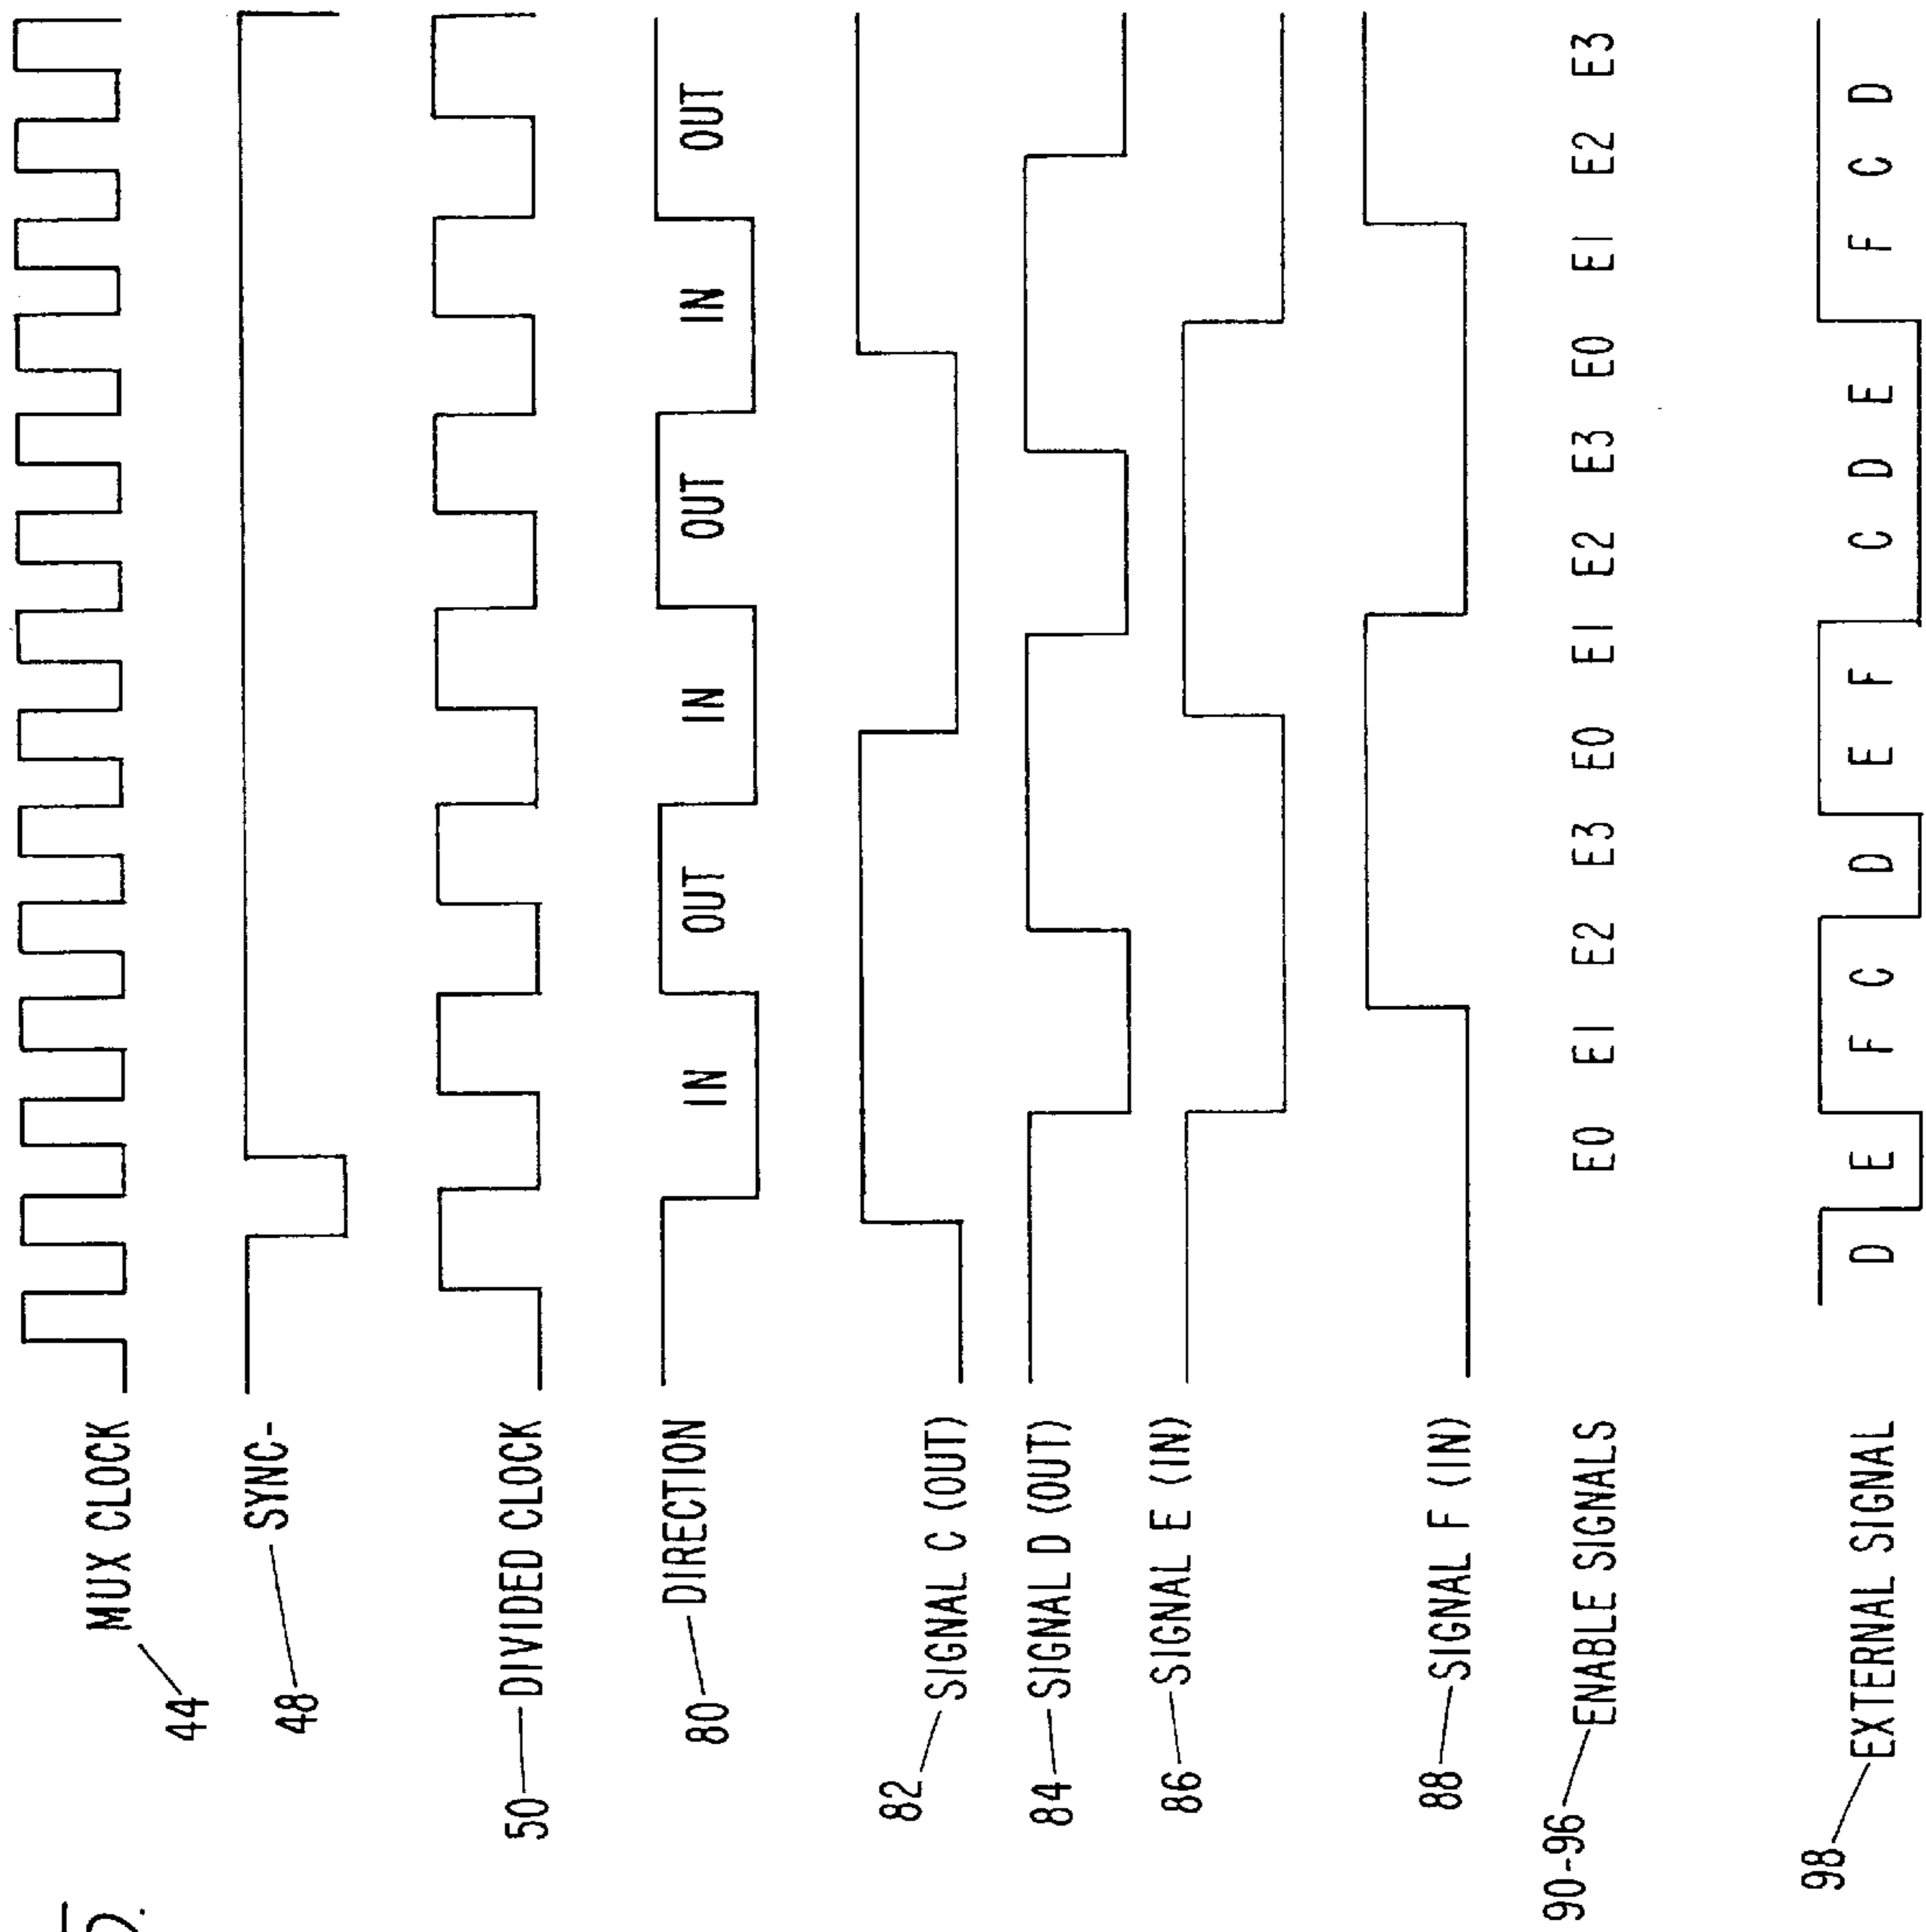 5.
44 MUX CLOCK
48 SYNC-
50 DIVIDED CLOCK
80 DIRECTION IN OUT IN OUT IN OUT
82 SIGNAL C (OUT)
84 SIGNAL D (OUT)
86 SIGNAL E (IN)
88 SIGNAL F (IN)
90-96 ENABLE SIGNALS E0 E1 E2 E3 E0 E1 E2 E3 E0 E1 E2 E3
98 EXTERNAL SIGNAL D E F C D E F C D E F C D